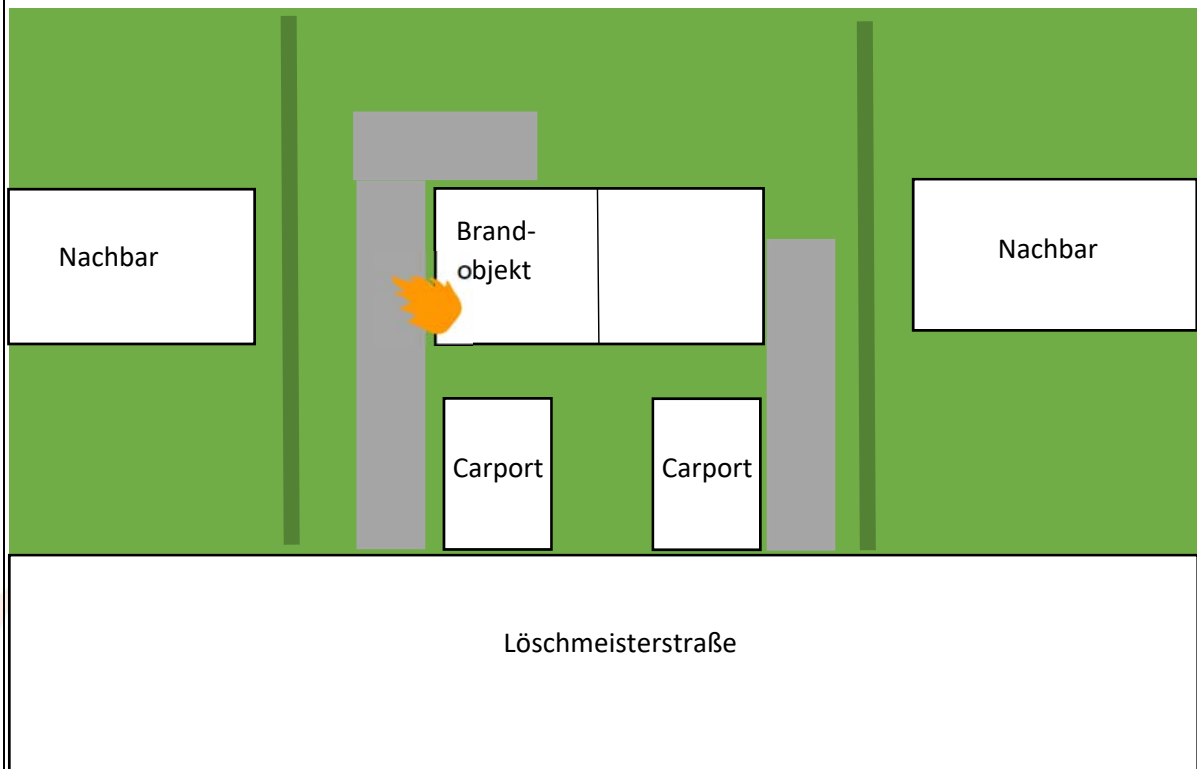 Nachbar
Brand-
objekt
Nachbar
Carport
Carport
Löschmeisterstraße